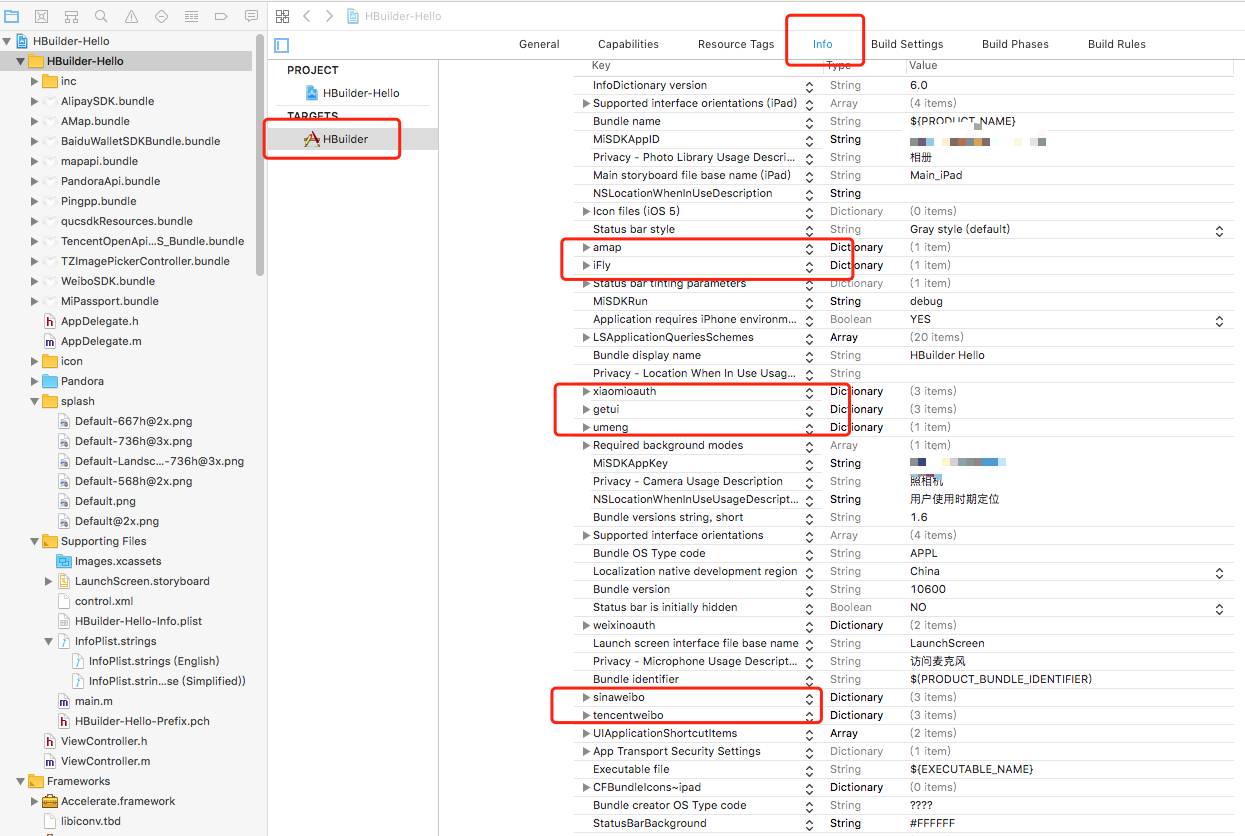 HBuilder-Hello
General
Capabilities
Resource Tags
Info
Build Settings
Build Phases
Build Rules
HBuilder-Hello
HBuilder-Hello
inc
AlipaySDK.bundle
AMap.bundle
BaiduWalletSDKBundle.bundle
mapapi.bundle
PandoraApi.bundle
Pingpp.bundle
qucsdkResources.bundle
TencentOpenApi...S_Bundle.bundle
TZImagePickerController.bundle
WeiboSDK.bundle
MiPassport.bundle
AppDelegate.h
AppDelegate.m
icon
Pandora
splash
Default-667h@2x.png
Default-736h@3x.png
Default-Landsc...-736h@3x.png
Default-568h@2x.png
Default.png
Default@2x.png
Supporting Files
Images.xcassets
LaunchScreen.storyboard
control.xml
HBuilder-Hello-Info.plist
InfoPlist.strings
InfoPlist.strings (English)
InfoPlist.strin...se (Simplified))
main.m
HBuilder-Hello-Prefix.pch
ViewController.h
ViewController.m
Frameworks
Accelerate.framework
libiconv.tbd
PROJECT
HBuilder-Hello
TARGETS
HBuilder
Key Type Value
InfoDictionary version String 6.0
Supported interface orientations (iPad) Array (4 items)
Bundle name String ${PRODUCT_NAME}
MiSDKAppID String
Privacy - Photo Library Usage Descri... String 相册
Main storyboard file base name (iPad) String Main_iPad
NSLocationWhenInUseDescription String
Icon files (iOS 5) Dictionary (0 items)
Status bar style String Gray style (default)
amap Dictionary (1 item)
iFly Dictionary (1 item)
Status bar tinting parameters Dictionary (1 item)
MiSDKRun String debug
Application requires iPhone environm... Boolean YES
LSApplicationQueriesSchemes Array (20 items)
Bundle display name String HBuilder Hello
Privacy - Location When In Use Usag... String
xiaomioauth Dictionary (3 items)
getui Dictionary (3 items)
umeng Dictionary (1 item)
Required background modes Array (1 item)
MiSDKAppKey String
Privacy - Camera Usage Description String 照相机
NSLocationWhenInUseUsageDescript... String 用户使用时期定位
Bundle versions string, short String 1.6
Supported interface orientations Array (4 items)
Bundle OS Type code String APPL
Localization native development region String China
Bundle version String 10600
Status bar is initially hidden Boolean NO
weixinoauth Dictionary (2 items)
Launch screen interface file base name String LaunchScreen
Privacy - Microphone Usage Descript... String 访问麦克风
Bundle identifier String ${PRODUCT_BUNDLE_IDENTIFIER}
sinaweibo Dictionary (3 items)
tencentweibo Dictionary (3 items)
UIApplicationShortcutItems Array (2 items)
App Transport Security Settings Dictionary (1 item)
Executable file String ${EXECUTABLE_NAME}
CFBundleIcons~ipad Dictionary (0 items)
Bundle creator OS Type code String ????
StatusBarBackground String #FFFFFF